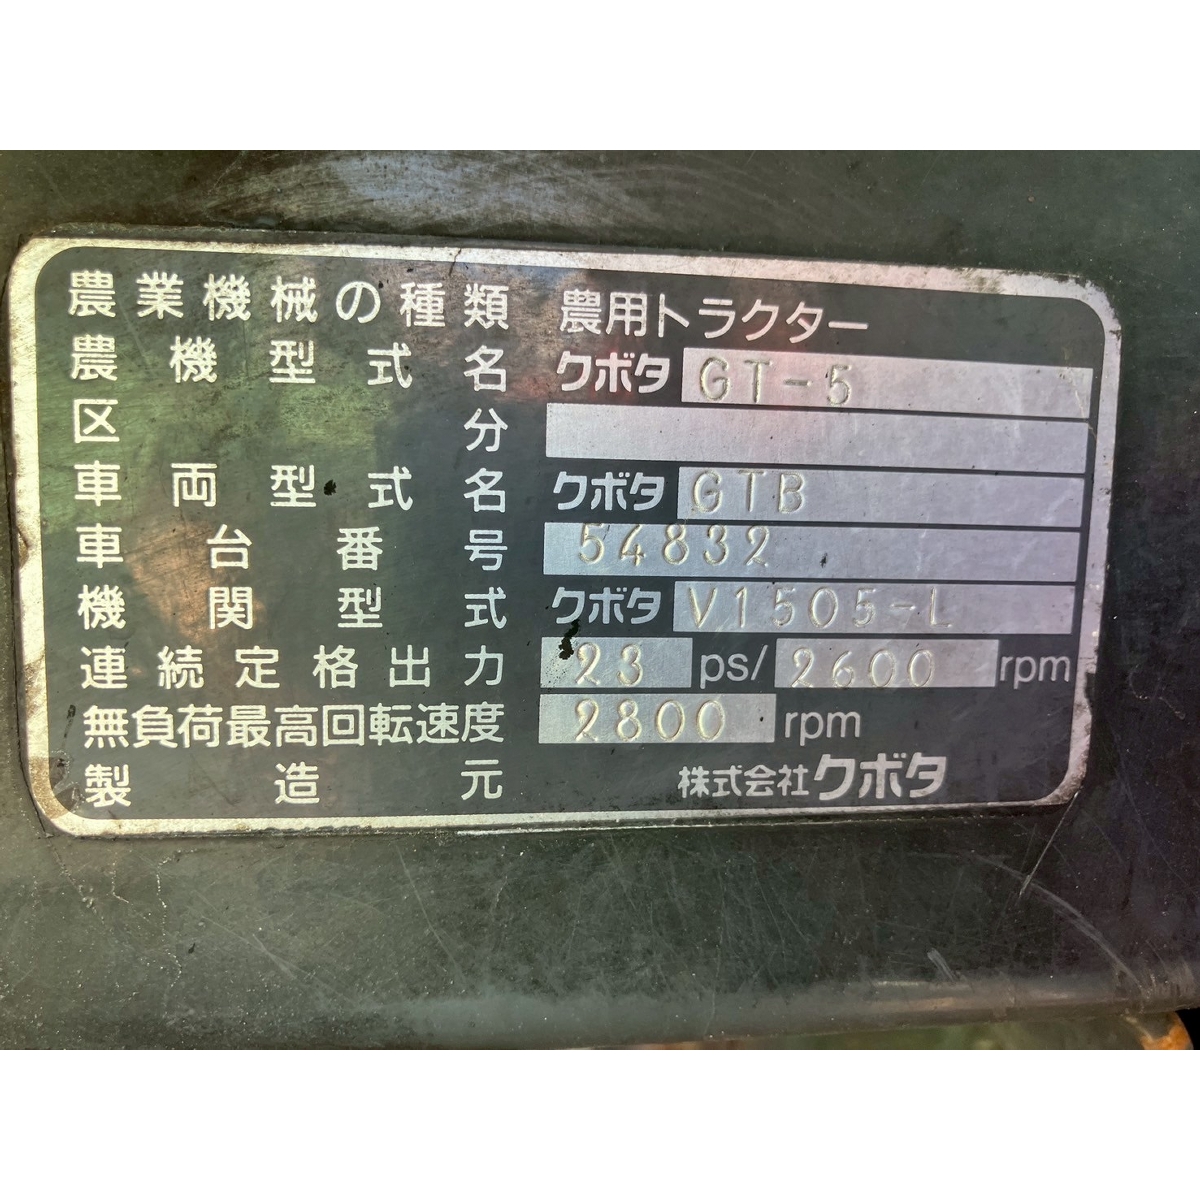 農業機械の種類 農用トラクター
農機型式名 クボタ GT-5
区分
車両型式名 クボタ GTB
車台番号 54832
機関型式 クボタ V1505-L
連続定格出力 23 ps/ 2600 rpm
無負荷最高回転速度 2800 rpm
製造元 株式会社クボタ